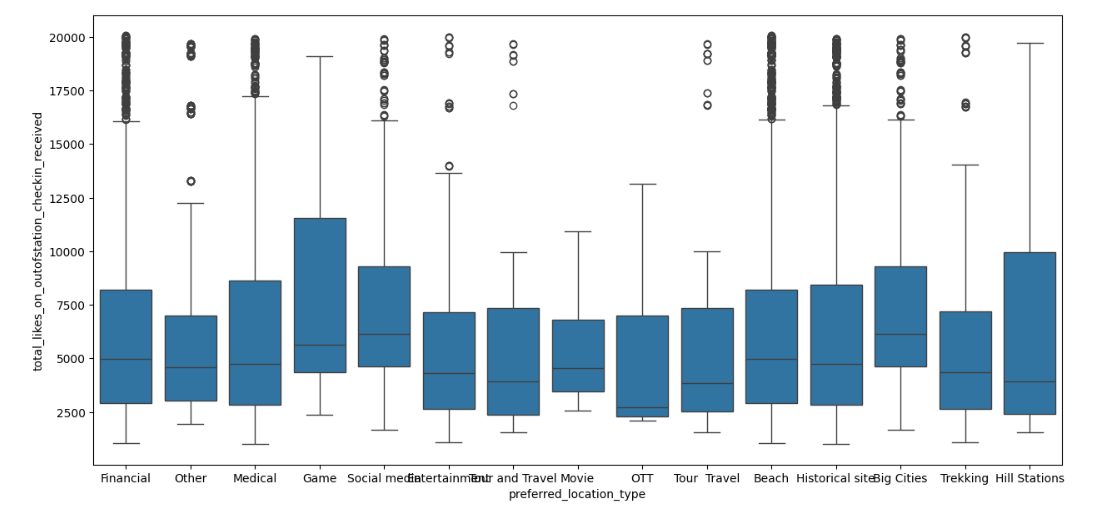 total_likes_on_outofstation_checkin_received
20000
17500
15000
12500
10000
7500
5000
2500
Financial Other Medical Game Social media Entertainment Tour and Travel Movie OTT Tour  Travel Beach Historical site Big Cities Trekking Hill Stations
preferred_location_type